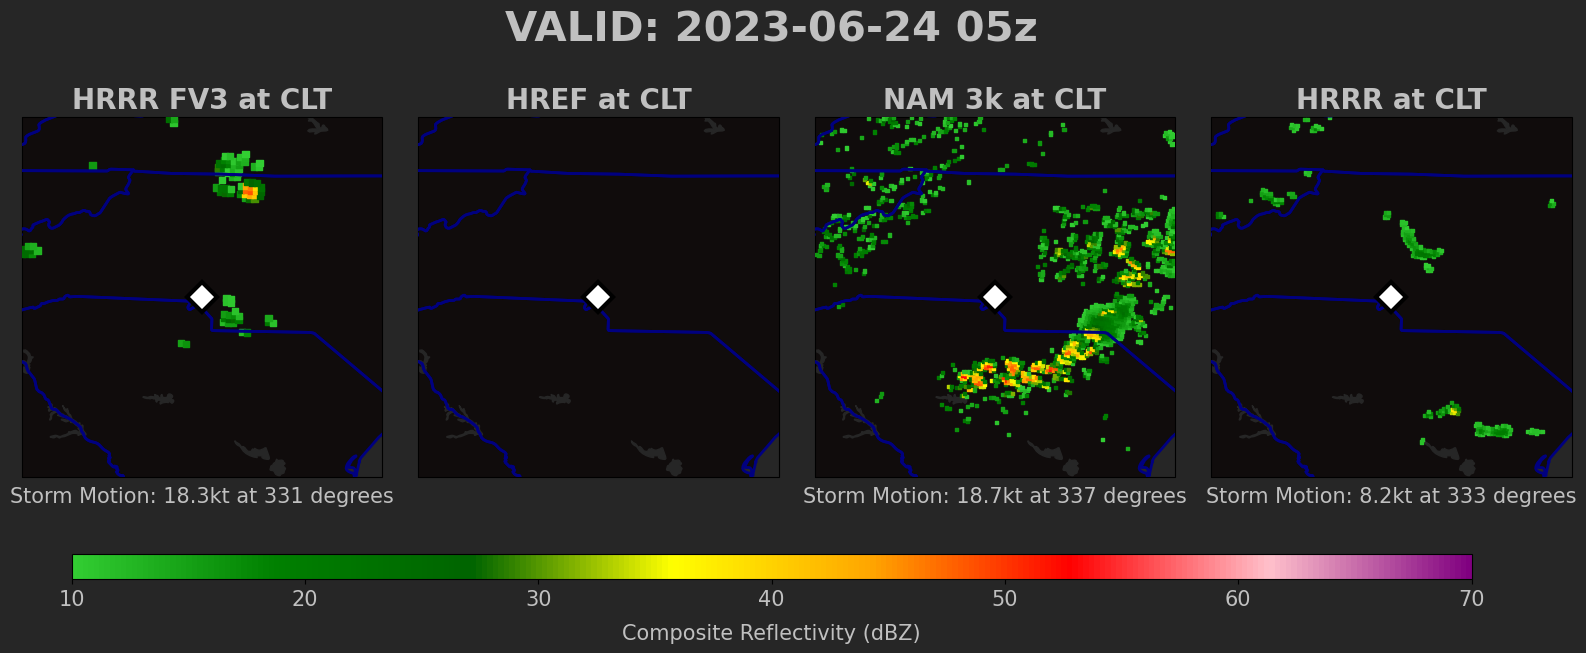 VALID: 2023-06-24 05z
HRRR FV3 at CLT
HREF at CLT
NAM 3k at CLT
HRRR at CLT
Storm Motion: 18.3kt at 331 degrees
Storm Motion: 18.7kt at 337 degrees
Storm Motion: 8.2kt at 333 degrees
10 20 30 40 50 60 70
Composite Reflectivity (dBZ)